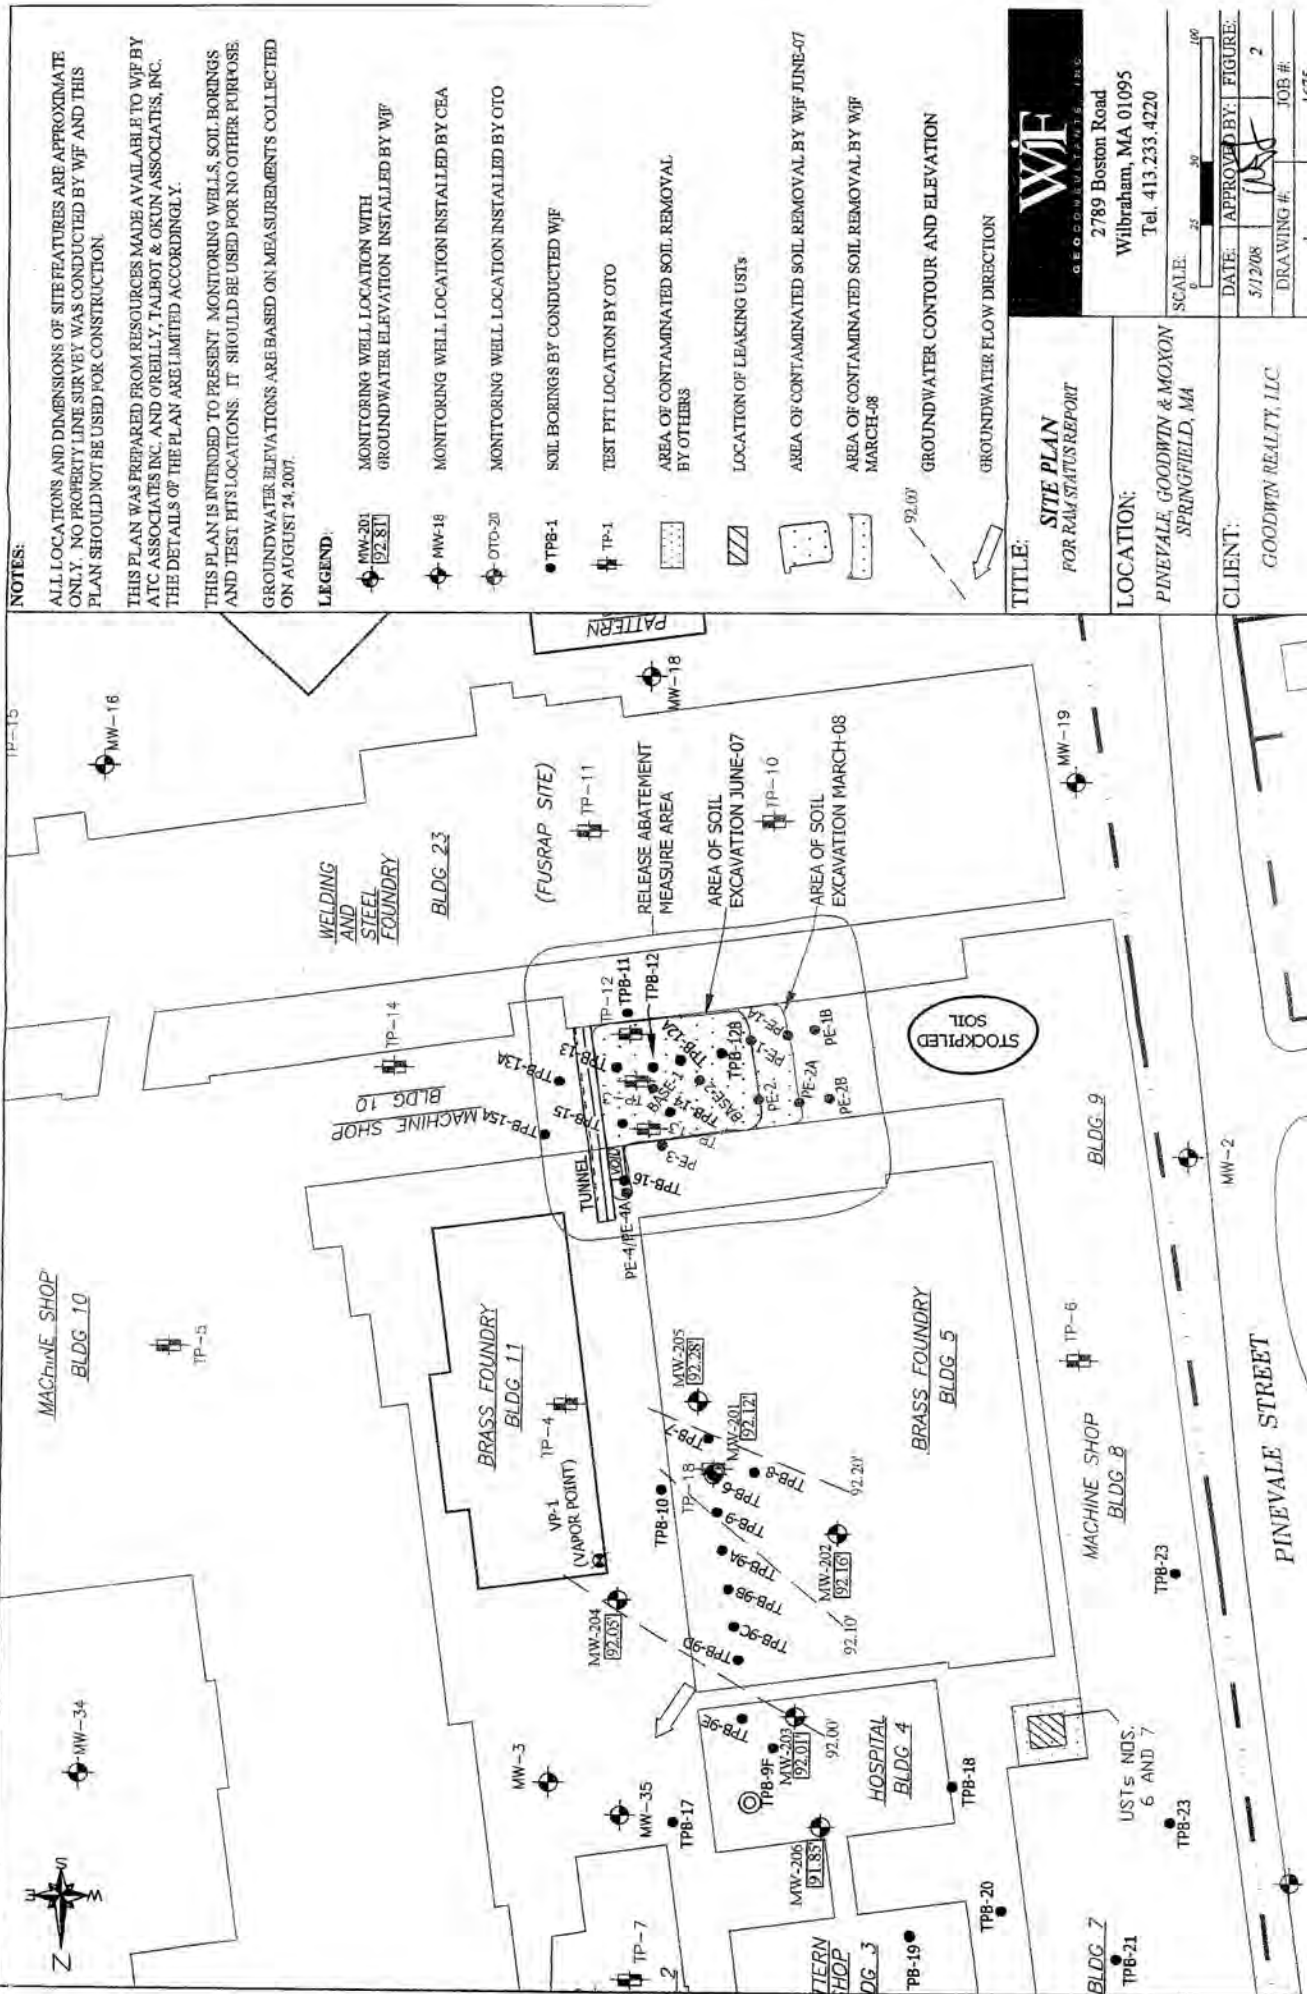 NOTES:
ALL LOCATIONS AND DIMENSIONS OF SITE FEATURES ARE APPROXIMATE
ONLY. NO PROPERTY LINE SURVEY WAS CONDUCTED BY WJF AND THIS
PLAN SHOULD NOT BE USED FOR CONSTRUCTION.
THIS PLAN WAS PREPARED FROM RESOURCES MADE AVAILABLE TO WJF BY
ATC ASSOCIATES INC. AND O'REILLY, TALBOT & OKUN ASSOCIATES, INC.
THE DETAILS OF THE PLAN ARE LIMITED ACCORDINGLY.
THIS PLAN IS INTENDED TO PRESENT MONITORING WELLS, SOIL BORINGS
AND TEST PITS LOCATIONS. IT SHOULD BE USED FOR NO OTHER PURPOSE.
GROUNDWATER ELEVATIONS ARE BASED ON MEASUREMENTS COLLECTED
ON AUGUST 24, 2007.
LEGEND:
MW-201
92.81'
MONITORING WELL LOCATION WITH
GROUNDWATER ELEVATION INSTALLED BY WJF
MW-18
MONITORING WELL LOCATION INSTALLED BY CEA
OTO-20
MONITORING WELL LOCATION INSTALLED BY OTO
TPB-1
SOIL BORINGS BY CONDUCTED WJF
TP-1
TEST PIT LOCATION BY OTO
AREA OF CONTAMINATED SOIL REMOVAL
BY OTHERS
LOCATION OF LEAKING USTs
AREA OF CONTAMINATED SOIL REMOVAL BY WJF JUNE-07
AREA OF CONTAMINATED SOIL REMOVAL BY WJF
MARCH-08
92.00'
GROUNDWATER CONTOUR AND ELEVATION
GROUNDWATER FLOW DIRECTION
TITLE:
SITE PLAN
FOR RAM STATUS REPORT
LOCATION:
PINEVALE, GOODWIN & MOXON
SPRINGFIELD, MA
CLIENT:
GOODWIN REALTY, LLC
WJF
GEOCONSULTANTS, INC
2789 Boston Road
Wilbraham, MA 01095
Tel. 413.233.4220
SCALE:
0 25 50 100
DATE:
5/12/08
APPROVED BY:
FIGURE:
2
DRAWING #:
JOB #:
TP-15
MW-16
PATTERN
MW-18
MW-19
WELDING
AND
STEEL
FOUNDRY
BLDG 23
(FUSRAP SITE)
TP-11
RELEASE ABATEMENT
MEASURE AREA
AREA OF SOIL
EXCAVATION JUNE-07
TP-10
AREA OF SOIL
EXCAVATION MARCH-08
TP-14
BLDG 10
MACHINE SHOP
TPB-15A
TPB-13A
TP-12
TPB-11
TPB-12
TPB-13
TPB-15
TPB-12A
TPB-12B
BASE-1
BASE-2
TPB-14
PE-1
PE-1A
PE-1B
PE-2
PE-2A
PE-2B
PE-3
TUNNEL
VOID
TPB-16
PE-4/PE-4A
STOCKPILED
SOIL
BLDG 9
MW-2
MACHINE SHOP
BLDG 10
TP-5
BRASS FOUNDRY
BLDG 11
TP-4
VP-1
(VAPOR POINT)
MW-205
92.28'
TPB-7
MW-201
92.12'
TPB-8
TP-18
TPB-6
TPB-10
TPB-9
TPB-9A
TPB-9B
TPB-9C
TPB-9D
92.20'
MW-202
92.16'
92.10'
BRASS FOUNDRY
BLDG 5
TP-6
MACHINE SHOP
BLDG 8
TPB-23
PINEVALE STREET
MW-204
92.05'
MW-34
MW-3
MW-35
TPB-17
TPB-9E
TPB-9F
MW-203
92.01'
92.00'
HOSPITAL
BLDG 4
TPB-18
USTs NOS.
6 AND 7
TPB-23
MW-206
91.85'
TPB-20
BLDG 7
TPB-21
TP-7
2
N
E
S
W